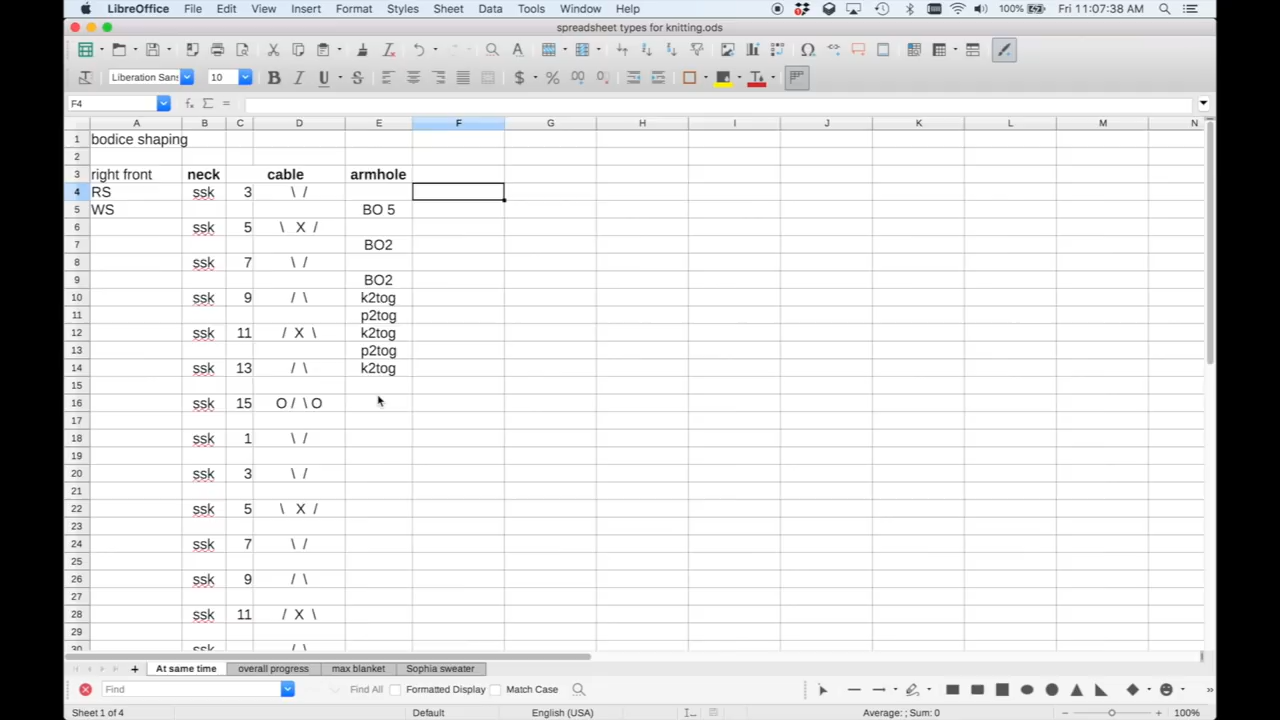 LibreOffice File Edit View Insert Format Styles Sheet Data Tools Window Help 100% Fri 11:07:38 AM
spreadsheet types for knitting.ods
Liberation Sans 10 B I U S $ %
F4 =
A B C D E F G H I J K L M N
1 bodice shaping
2
3 right front neck cable armhole
4 RS ssk 3 \ /
5 WS BO 5
6 ssk 5 \ X /
7 BO2
8 ssk 7 \ /
9 BO2
10 ssk 9 / \ k2tog
11 p2tog
12 ssk 11 / X \ k2tog
13 p2tog
14 ssk 13 / \ k2tog
15
16 ssk 15 O / \ O
17
18 ssk 1 \ /
19
20 ssk 3 \ /
21
22 ssk 5 \ X /
23
24 ssk 7 \ /
25
26 ssk 9 / \
27
28 ssk 11 / X \
29
30 ssk / \
At same time overall progress max blanket Sophia sweater
Find Find All Formatted Display Match Case
Sheet 1 of 4 Default English (USA) Average: ; Sum: 0 100%